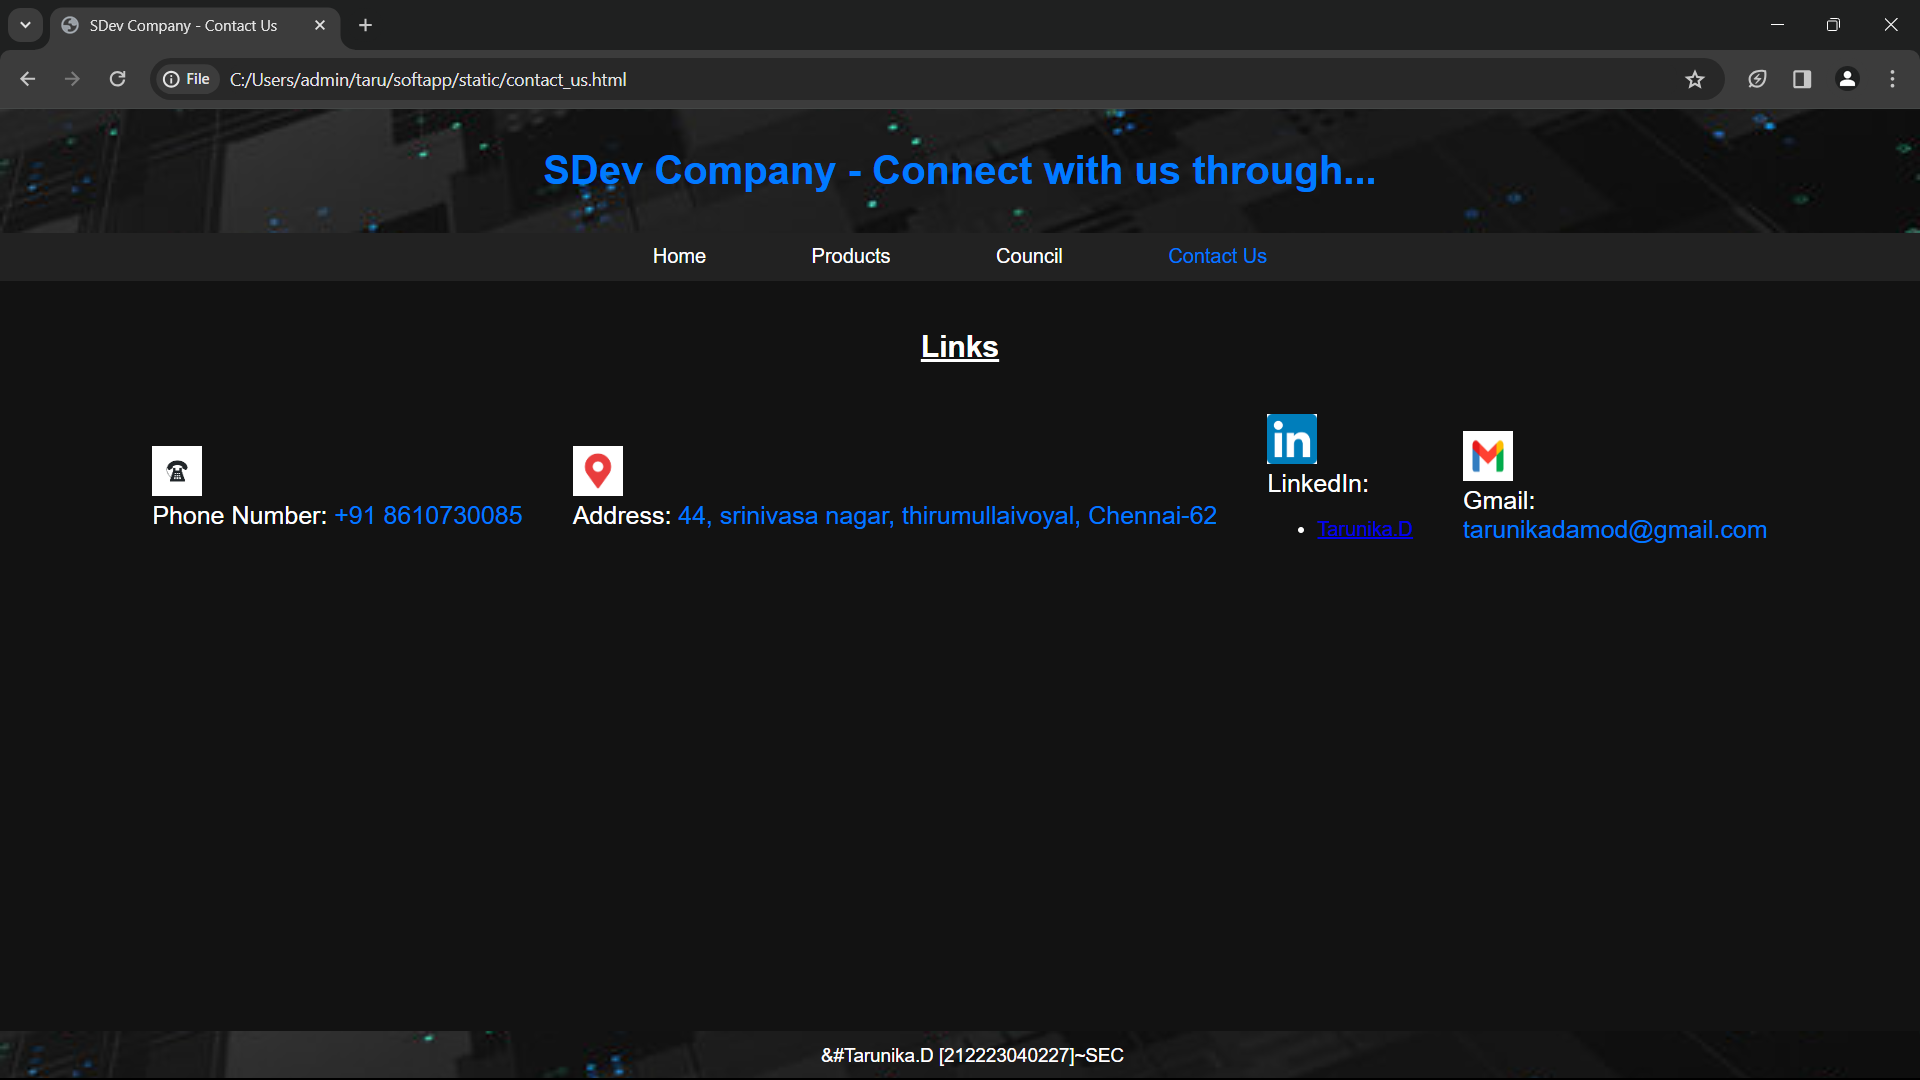 SDev Company - Contact Us
File
C:/Users/admin/taru/softapp/static/contact_us.html
SDev Company - Connect with us through...
Home Products Council Contact Us
Links
Phone Number: +91 8610730085
Address: 44, srinivasa nagar, thirumullaivoyal, Chennai-62
in
LinkedIn:
• Tarunika.D
Gmail:
tarunikadamod@gmail.com
&#Tarunika.D [212223040227]~SEC